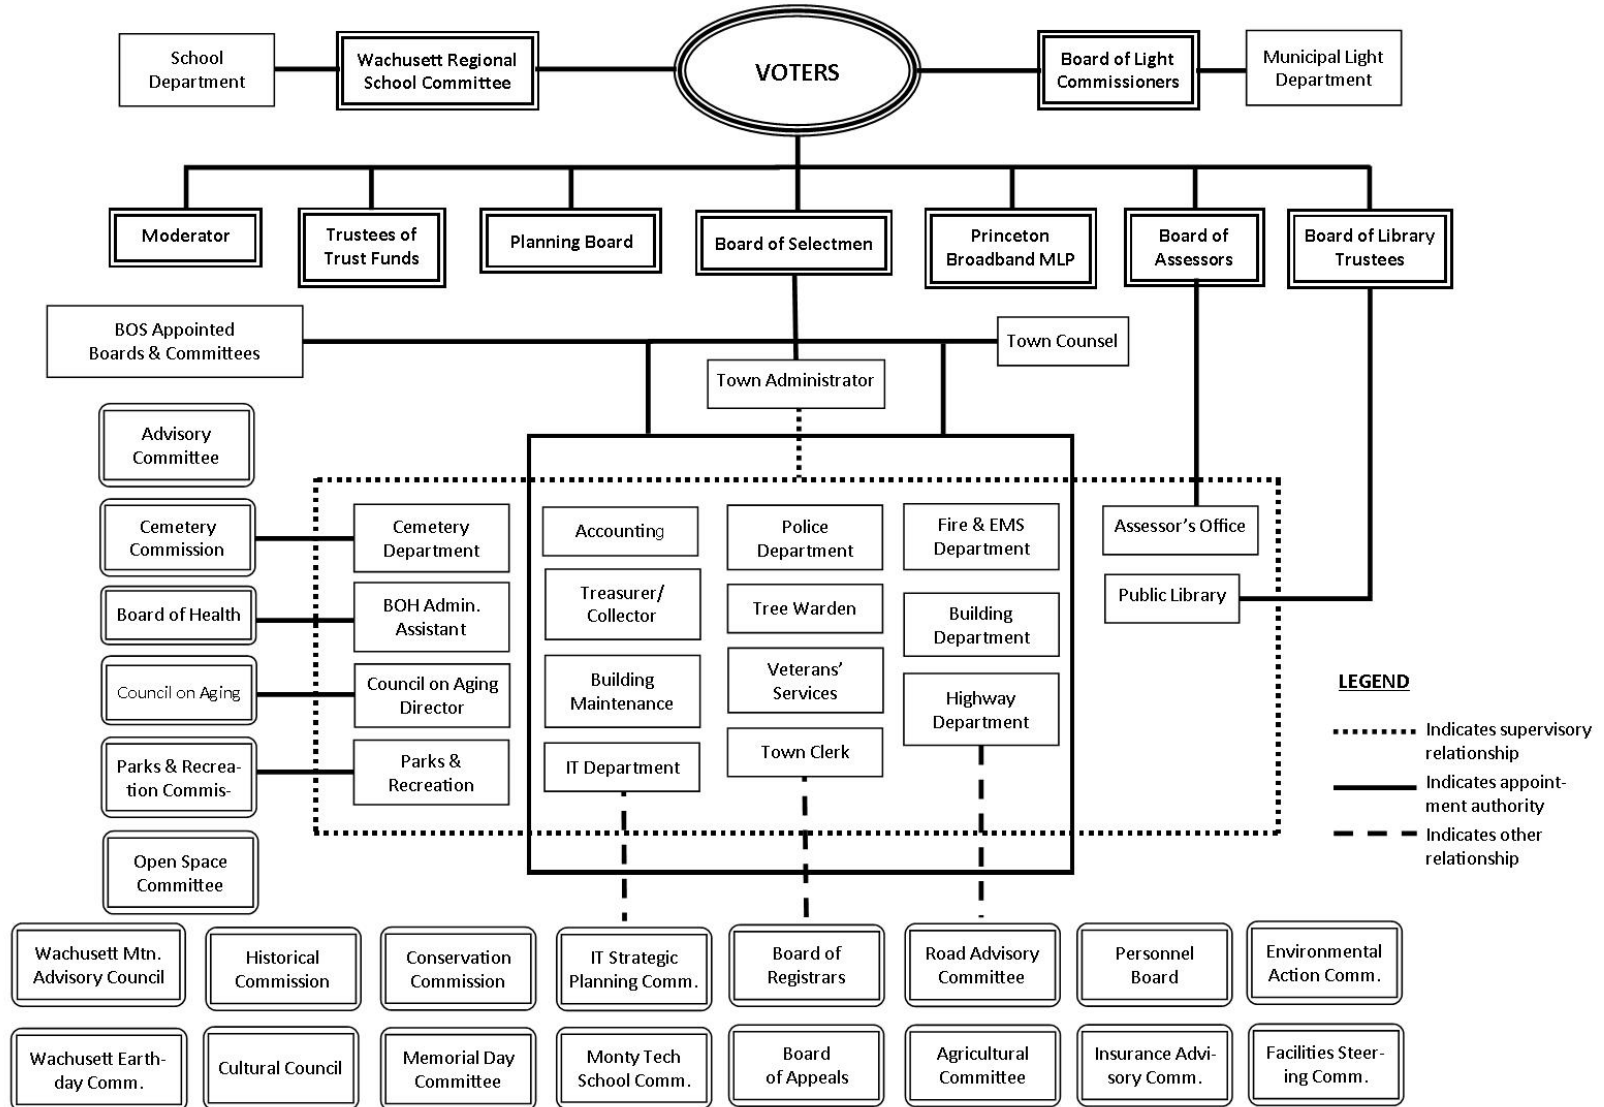 School
Department
Wachusett Regional
School Committee
VOTERS
Board of Light
Commissioners
Municipal Light
Department
Moderator
Trustees of
Trust Funds
Planning Board
Board of Selectmen
Princeton
Broadband MLP
Board of
Assessors
Board of Library
Trustees
BOS Appointed
Boards & Committees
Town Counsel
Town Administrator
Advisory
Committee
Cemetery
Commission
Board of Health
Council on Aging
Parks & Recrea-
tion Commis-
Open Space
Committee
Cemetery
Department
BOH Admin.
Assistant
Council on Aging
Director
Parks &
Recreation
Accounting
Treasurer/
Collector
Building
Maintenance
IT Department
Police
Department
Tree Warden
Veterans’
Services
Town Clerk
Fire & EMS
Department
Building
Department
Highway
Department
Assessor’s Office
Public Library
LEGEND
Indicates supervisory
relationship
Indicates appoint-
ment authority
Indicates other
relationship
Wachusett Mtn.
Advisory Council
Historical
Commission
Conservation
Commission
IT Strategic
Planning Comm.
Board of
Registrars
Road Advisory
Committee
Personnel
Board
Environmental
Action Comm.
Wachusett Earth-
day Comm.
Cultural Council
Memorial Day
Committee
Monty Tech
School Comm.
Board
of Appeals
Agricultural
Committee
Insurance Advi-
sory Comm.
Facilities Steer-
ing Comm.